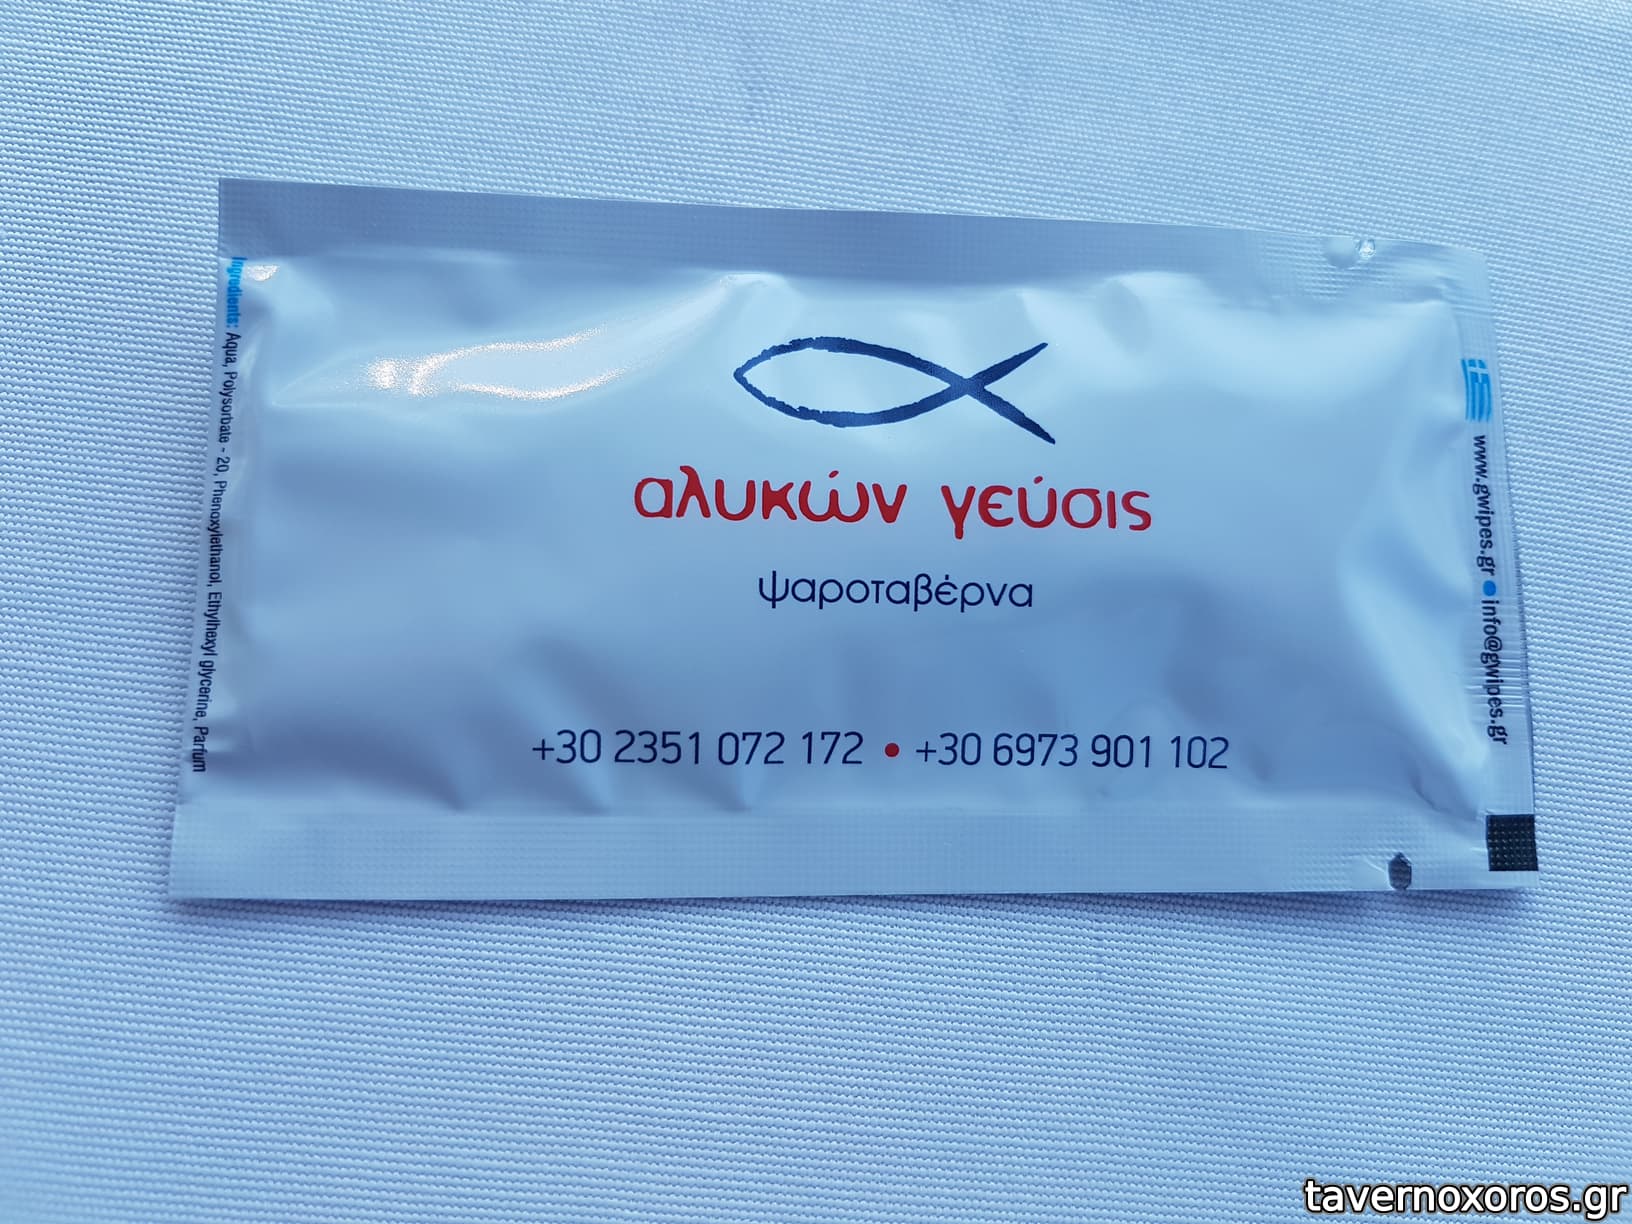 αλυκών γεύσις
ψαροταβέρνα
+30 2351 072 172 • +30 6973 901 102
Ingredients: Aqua, Polysorbate - 20, Phenoxylethanol, Ethylhexyl glycerine, Parfum
www.gwipes.gr • info@gwipes.gr
tavernoxoros.gr